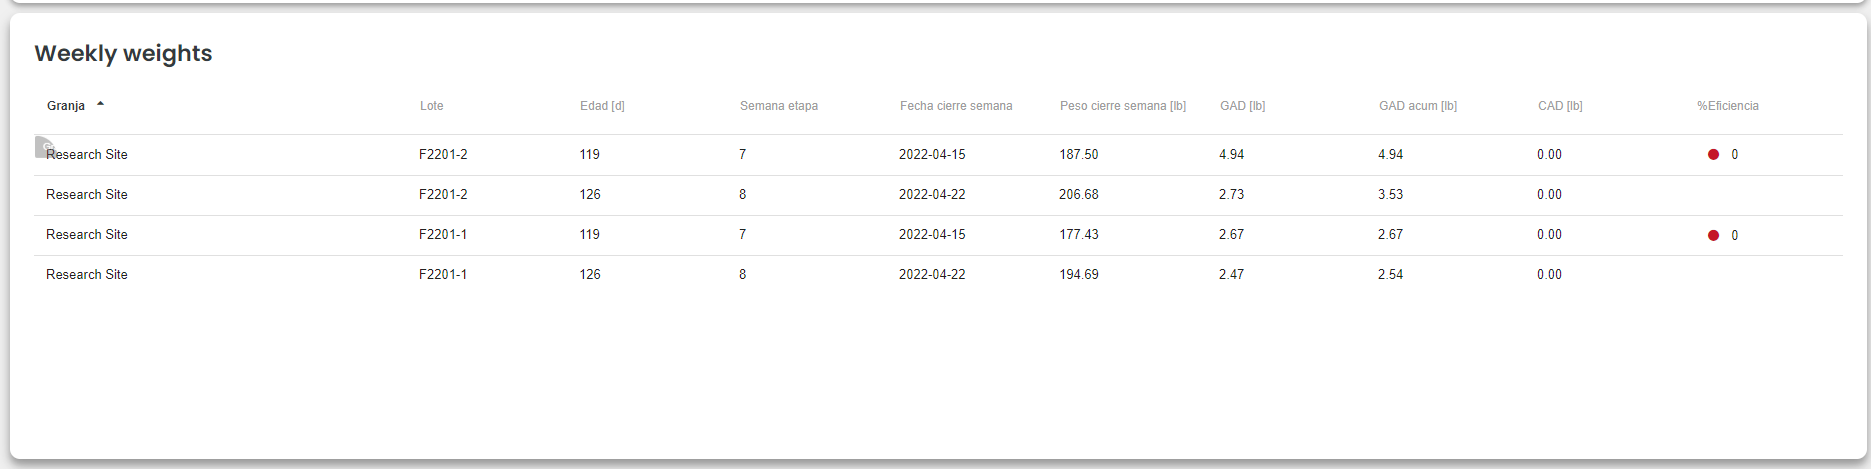 Weekly weights
Granja Lote Edad [d] Semana etapa Fecha cierre semana Peso cierre semana [lb] GAD [lb] GAD acum [lb] CAD [lb] %Eficiencia
Research Site F2201-2 119 7 2022-04-15 187.50 4.94 4.94 0.00 0
Research Site F2201-2 126 8 2022-04-22 206.68 2.73 3.53 0.00
Research Site F2201-1 119 7 2022-04-15 177.43 2.67 2.67 0.00 0
Research Site F2201-1 126 8 2022-04-22 194.69 2.47 2.54 0.00